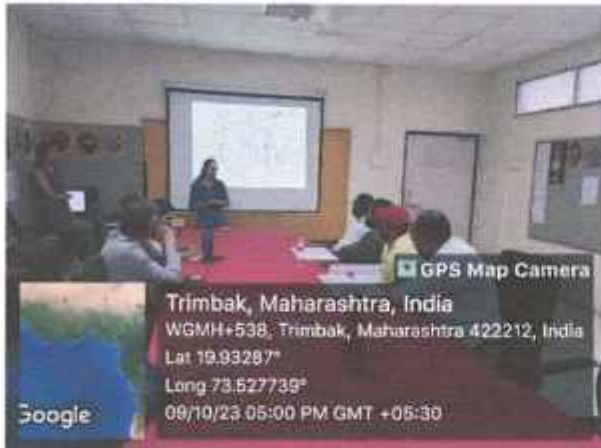 GPS Map Camera
Trimbak, Maharashtra, India
WGMH+538, Trimbak, Maharashtra 422212, India
Lat 19.93287°
Long 73.527739°
09/10/23 05:00 PM GMT +05:30
Google